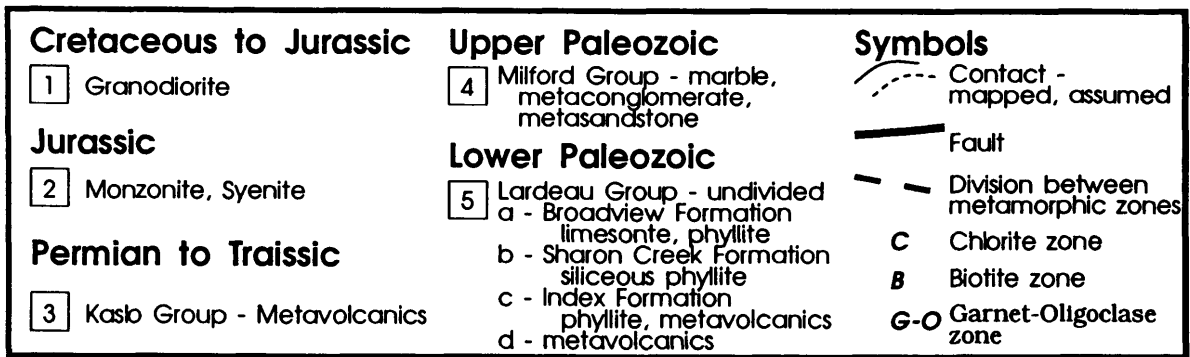 Cretaceous to Jurassic
1 Granodiorite
Jurassic
2 Monzonite, Syenite
Permian to Traissic
3 Kaslo Group - Metavolcanics
Upper Paleozoic
4 Milford Group - marble,
metaconglomerate,
metasandstone
Lower Paleozoic
5 Lardeau Group - undivided
a - Broadview Formation
limesonte, phyllite
b - Sharon Creek Formation
siliceous phyllite
c - Index Formation
phyllite, metavolcanics
d - metavolcanics
Symbols
Contact -
mapped, assumed
Fault
Division between
metamorphic zones
C Chlorite zone
B Biotite zone
G-O Garnet-Oligoclase
zone